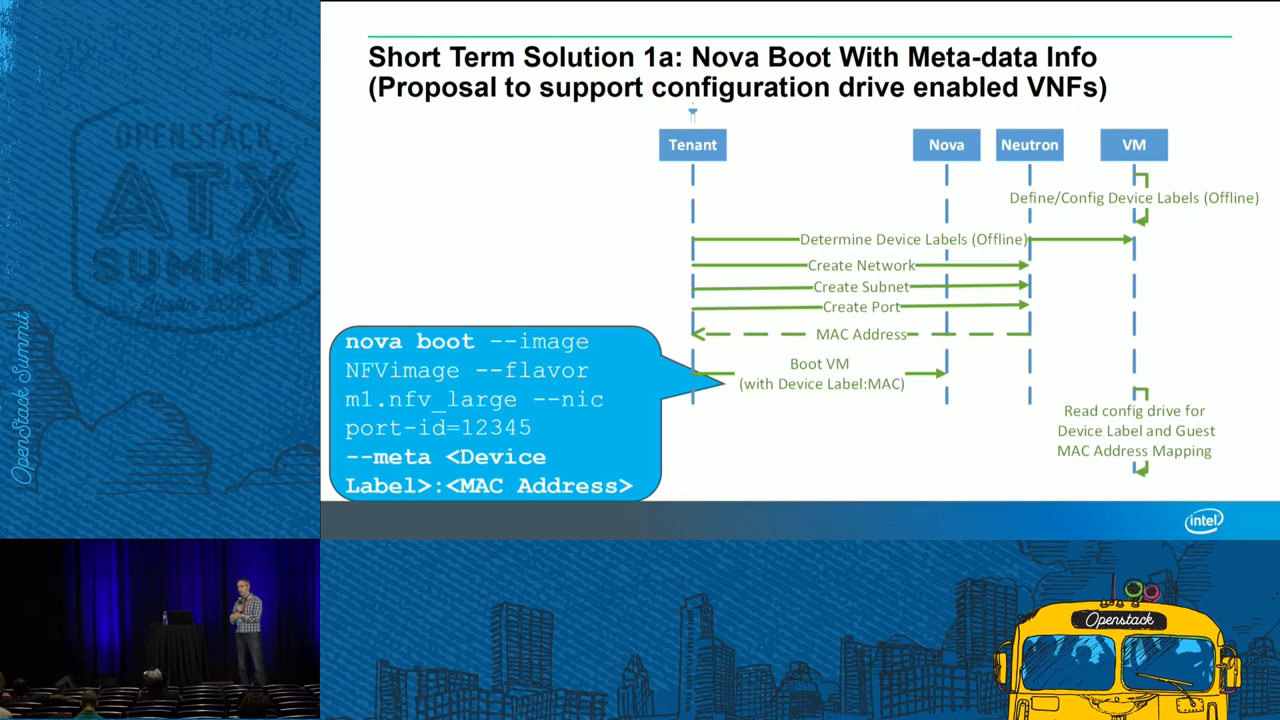 Short Term Solution 1a: Nova Boot With Meta-data Info
(Proposal to support configuration drive enabled VNFs)
Tenant
Nova
Neutron
VM
Define/Config Device Labels (Offline)
Determine Device Labels (Offline)
Create Network
Create Subnet
Create Port
MAC Address
Boot VM
(with Device Label:MAC)
Read config drive for
Device Label and Guest
MAC Address Mapping
nova boot --image
NFVimage --flavor
m1.nfv_large --nic
port-id=12345
--meta <Device
Label>:<MAC Address>
intel
OPENSTACK
ATX
SUMMIT
OpenStack Summit
Openstack